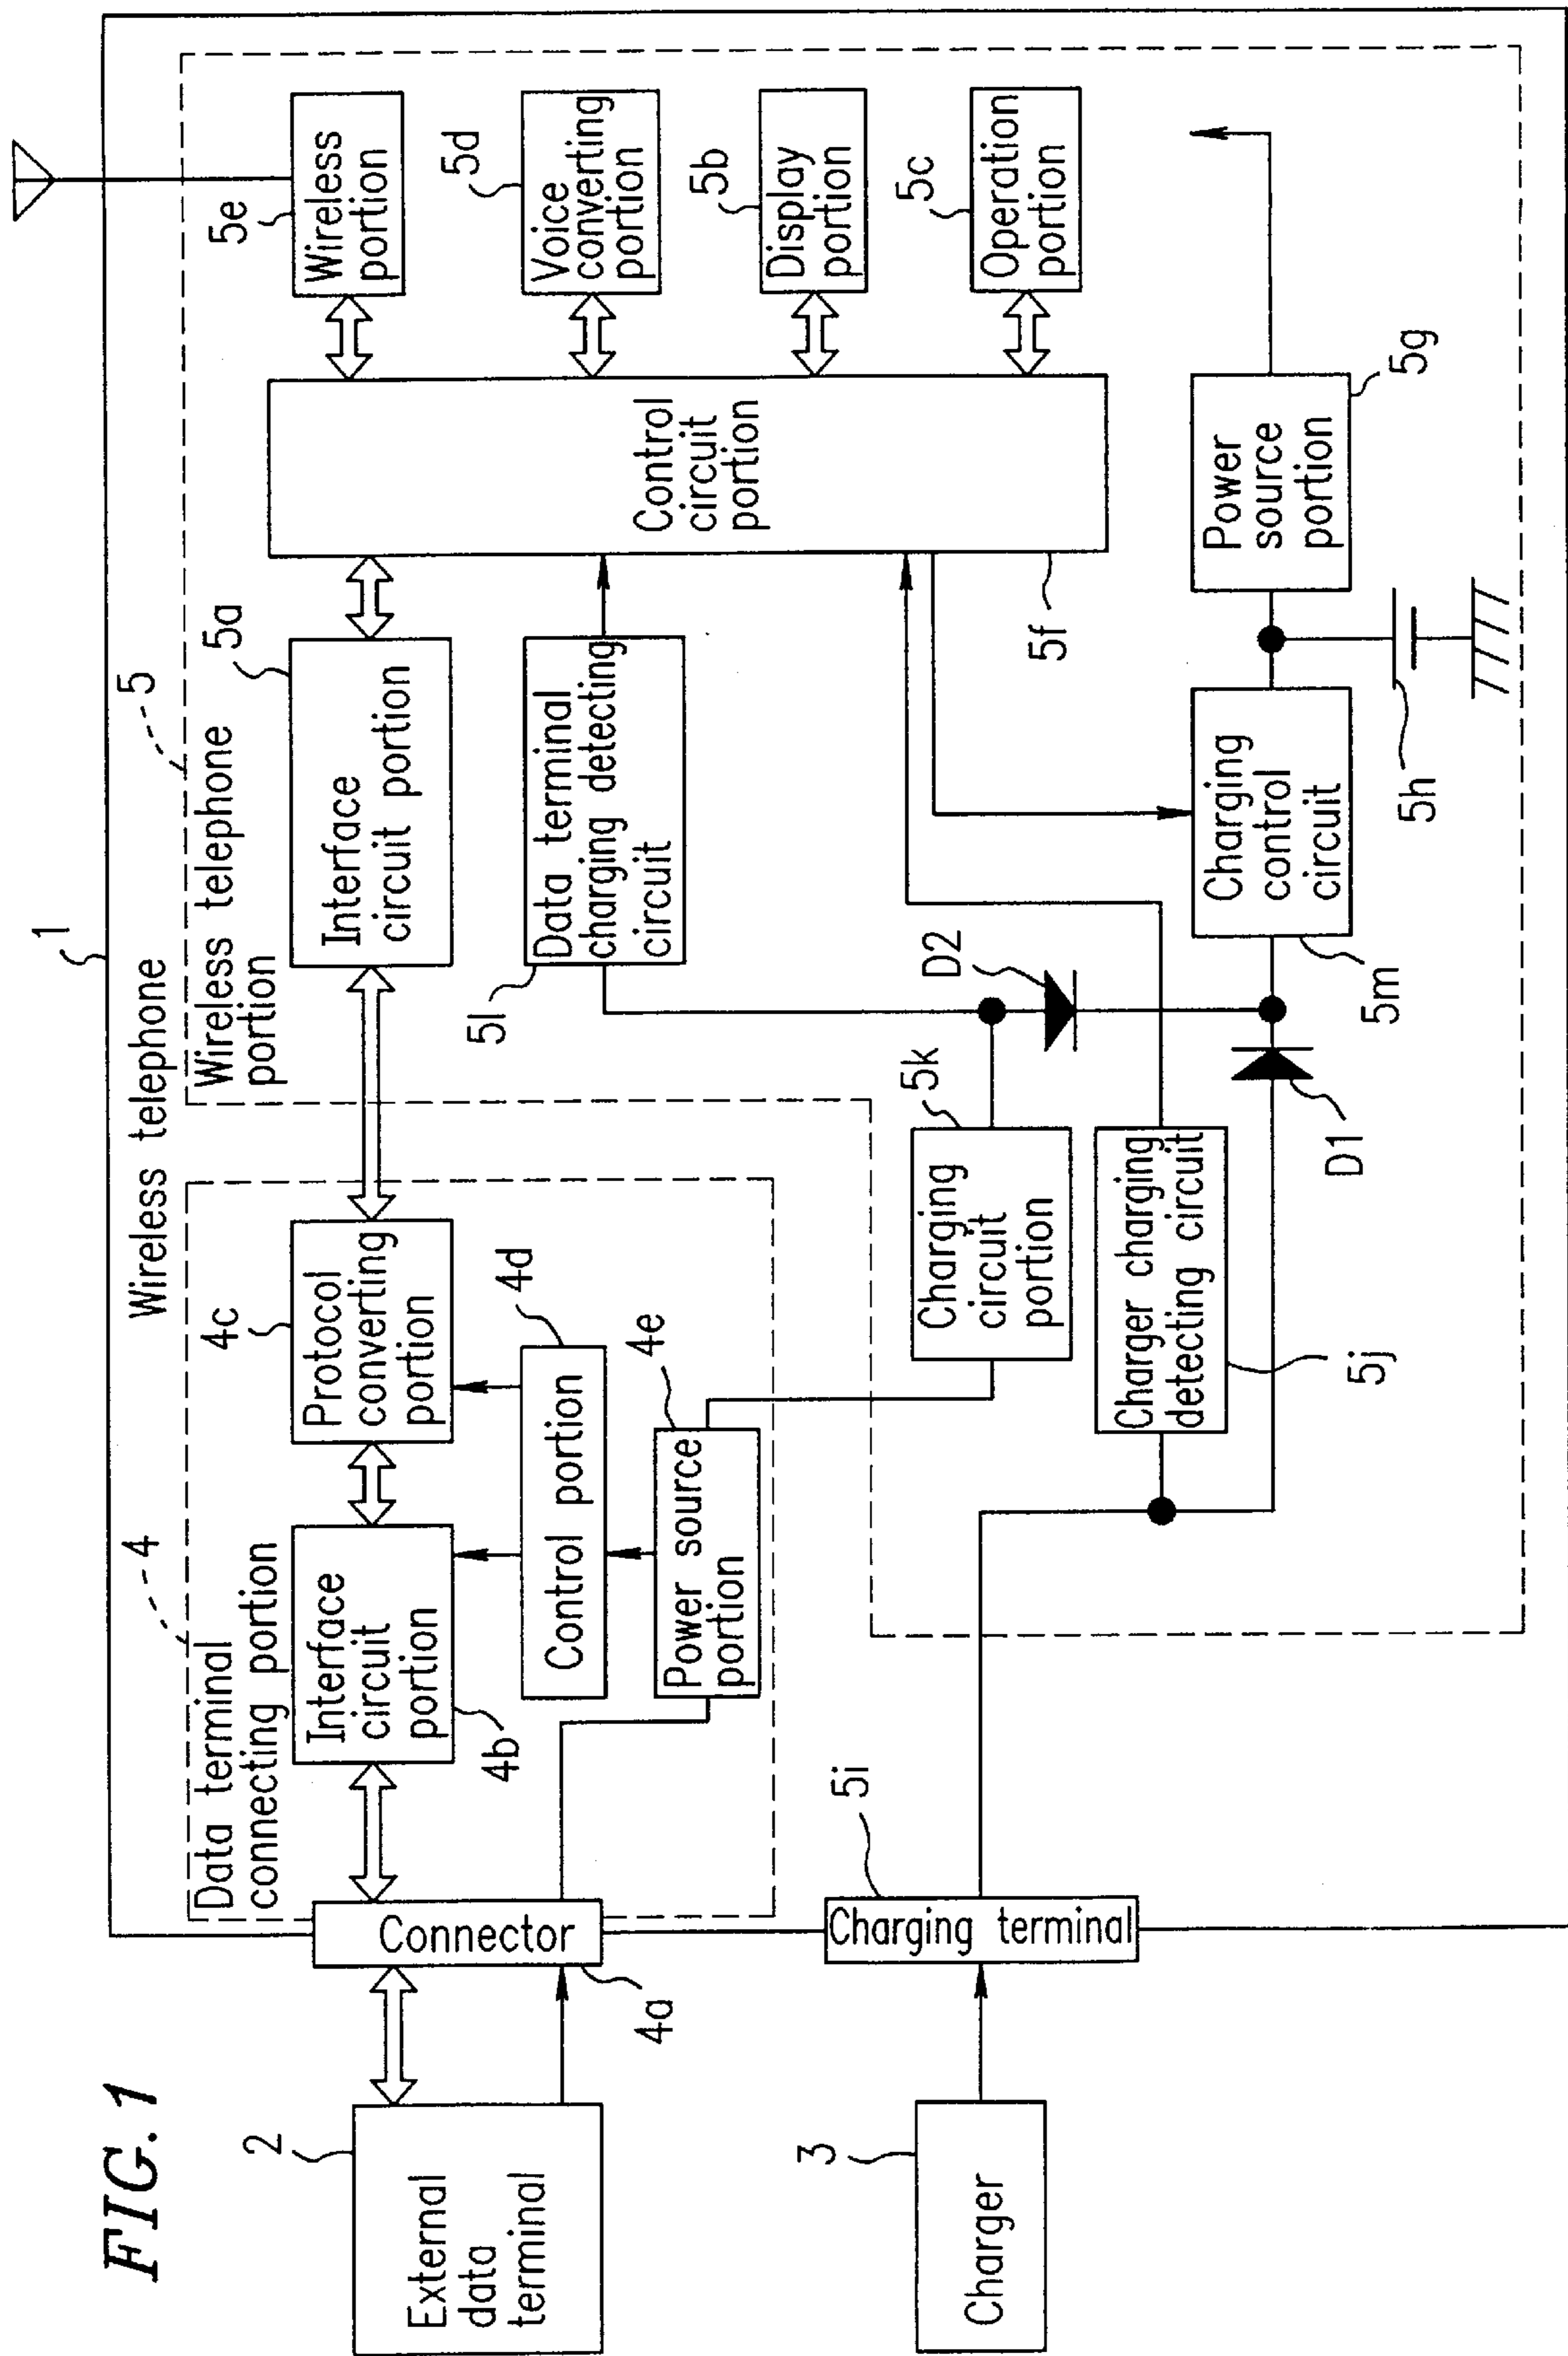 FIG.1
1
Wireless telephone
2
External
data
terminal
3
Charger
Connector
4a
Charging terminal
5i
4
Data terminal
connecting portion
Interface
circuit
portion
4b
Protocol
converting
portion
4c
Control portion
4d
Power source
portion
4e
5
Wireless telephone
portion
Interface
circuit portion
5a
Data terminal
charging detecting
circuit
5l
Charging
circuit
portion
5k
Charger charging
detecting circuit
5j
D2
D1
Control
circuit
portion
5f
Charging
control
circuit
5m
5h
Power
source
portion
5g
Wireless
portion
5e
Voice
converting
portion
5d
Display
portion
5b
Operation
portion
5c